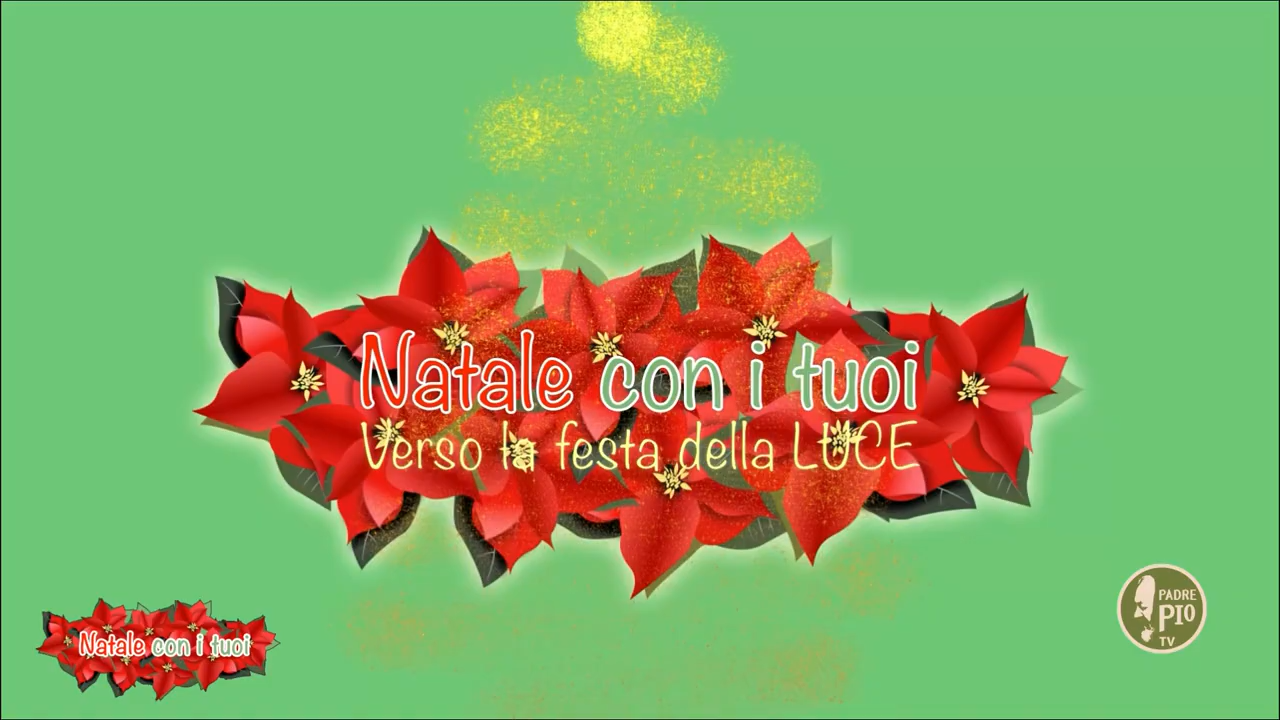 Natale con i tuoi
Verso la festa della LUCE
Natale con i tuoi
PADRE
PIO
TV